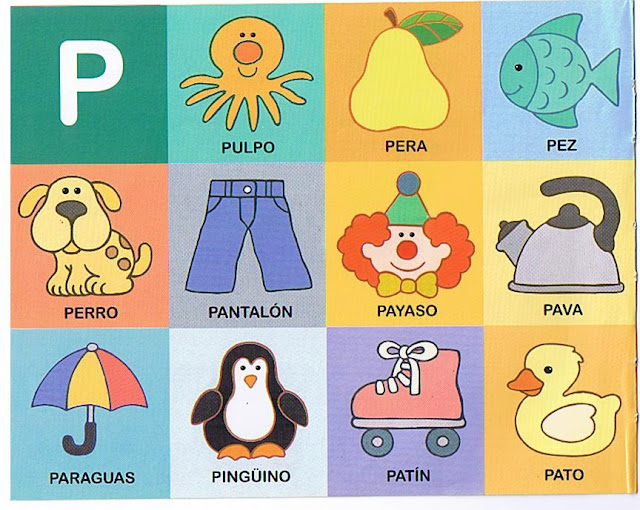 P
PULPO
PERA
PEZ
PERRO
PANTALÓN
PAYASO
PAVA
PARAGUAS
PINGÜINO
PATÍN
PATO